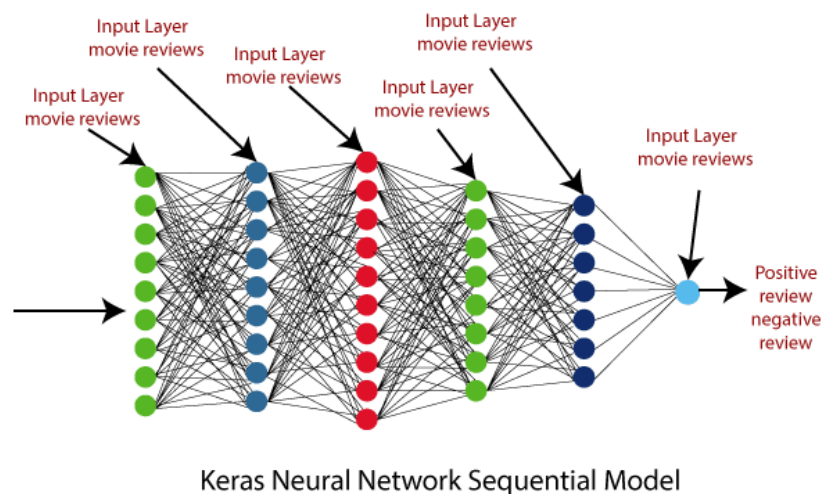 Input Layer
movie reviews
Input Layer
movie reviews
Input Layer
movie reviews
Input Layer
movie reviews
Input Layer
movie reviews
Input Layer
movie reviews
Positive
review
negative
review
Keras Neural Network Sequential Model